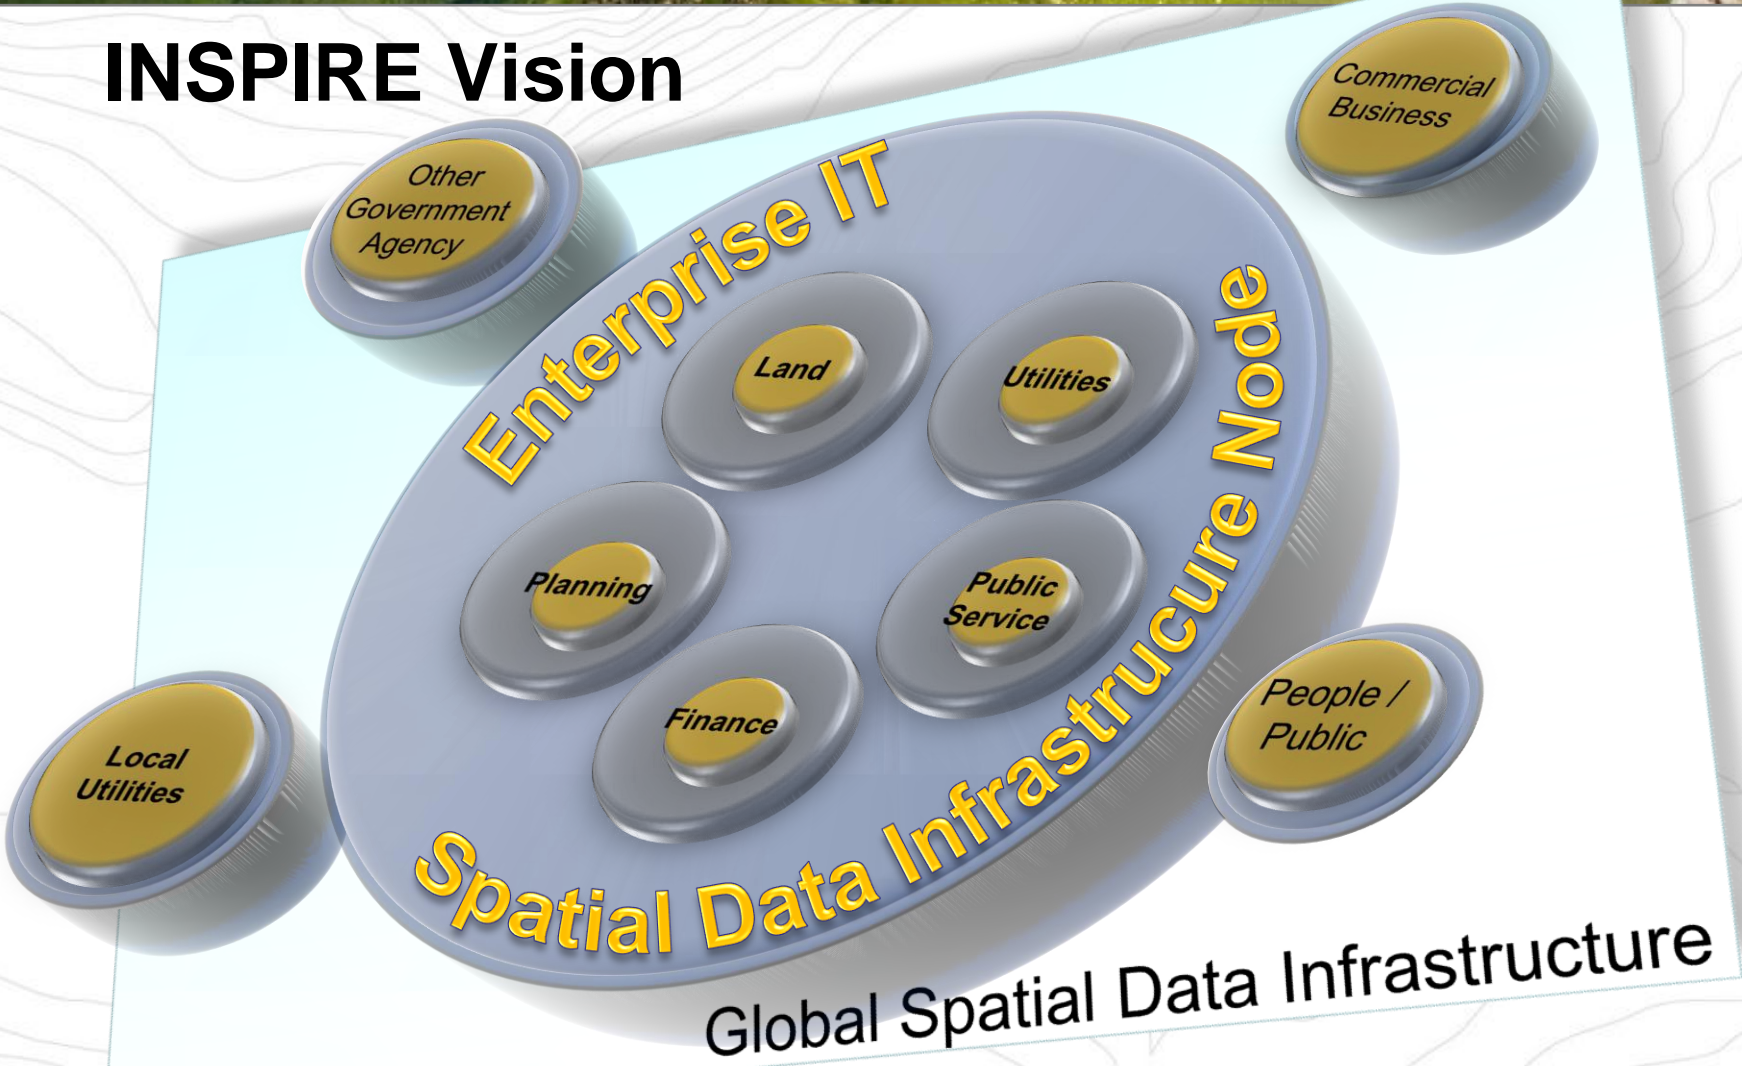 INSPIRE Vision
Commercial
Business
Other
Government
Agency
Enterprise IT
Land
Utilities
Planning
Public
Service
Finance
Spatial Data Infrastrucure Node
People /
Public
Local
Utilities
Global Spatial Data Infrastructure